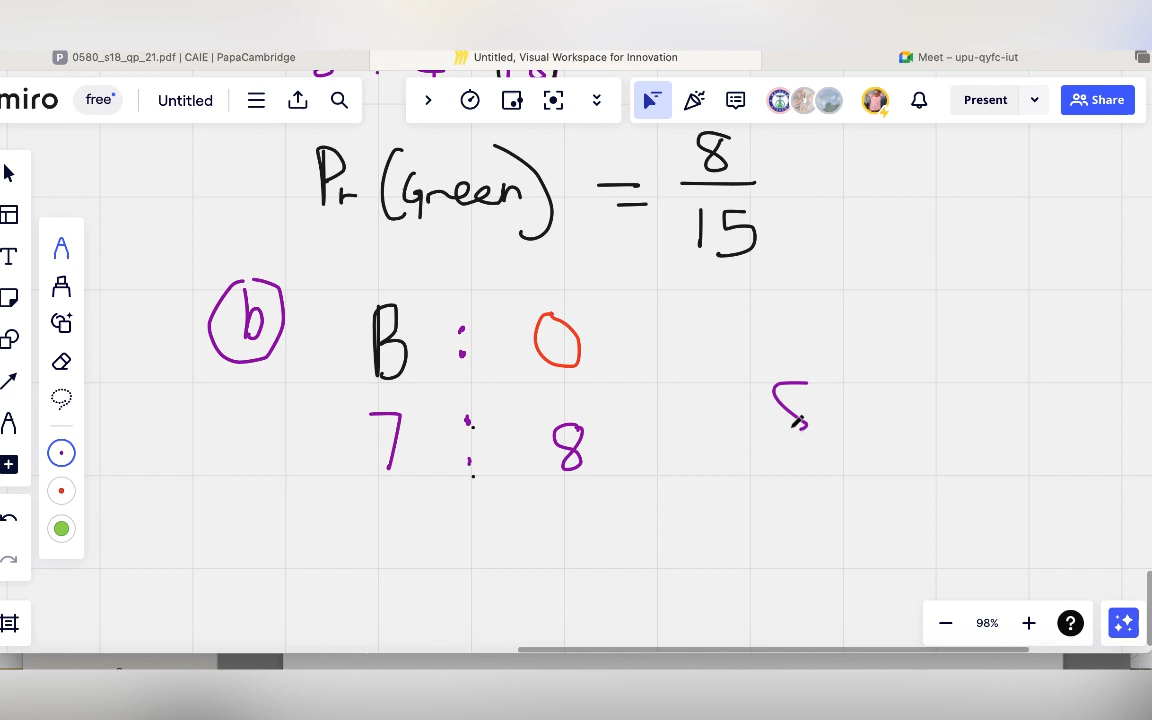 0580_s18_qp_21.pdf | CAIE | PapaCambridge
Untitled, Visual Workspace for Innovation
Meet – upu-qyfc-iut
miro
free
Untitled
Present
Share
Pr (Green) = 8/15
b B : O
7 : 8
S
98%